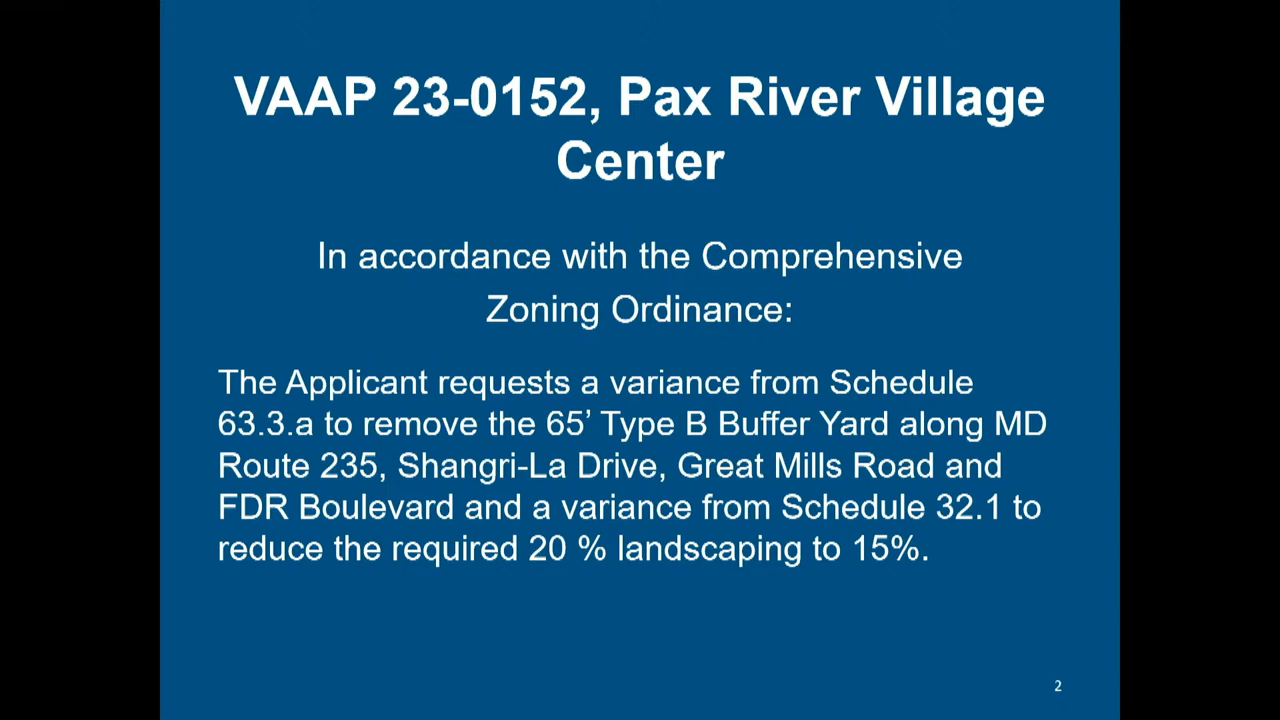 VAAP 23-0152, Pax River Village
Center
In accordance with the Comprehensive
Zoning Ordinance:
The Applicant requests a variance from Schedule
63.3.a to remove the 65’ Type B Buffer Yard along MD
Route 235, Shangri-La Drive, Great Mills Road and
FDR Boulevard and a variance from Schedule 32.1 to
reduce the required 20 % landscaping to 15%.
2